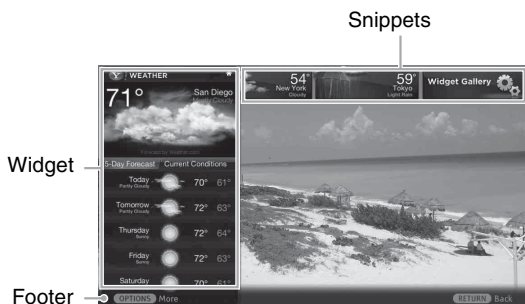 Snippets
Y! WEATHER
71°
San Diego
Mostly Cloudy
54°
New York
Cloudy
59°
Tokyo
Light Rain
Widget Gallery
Widget
5-Day Forecast Current Conditions
Today 70° 61°
Partly Cloudy
Tomorrow 72° 63°
Partly Cloudy
Thursday 72° 64°
Sunny
Friday 72° 63°
Sunny
Saturday 70° 61°
Footer
OPTIONS More
RETURN Back